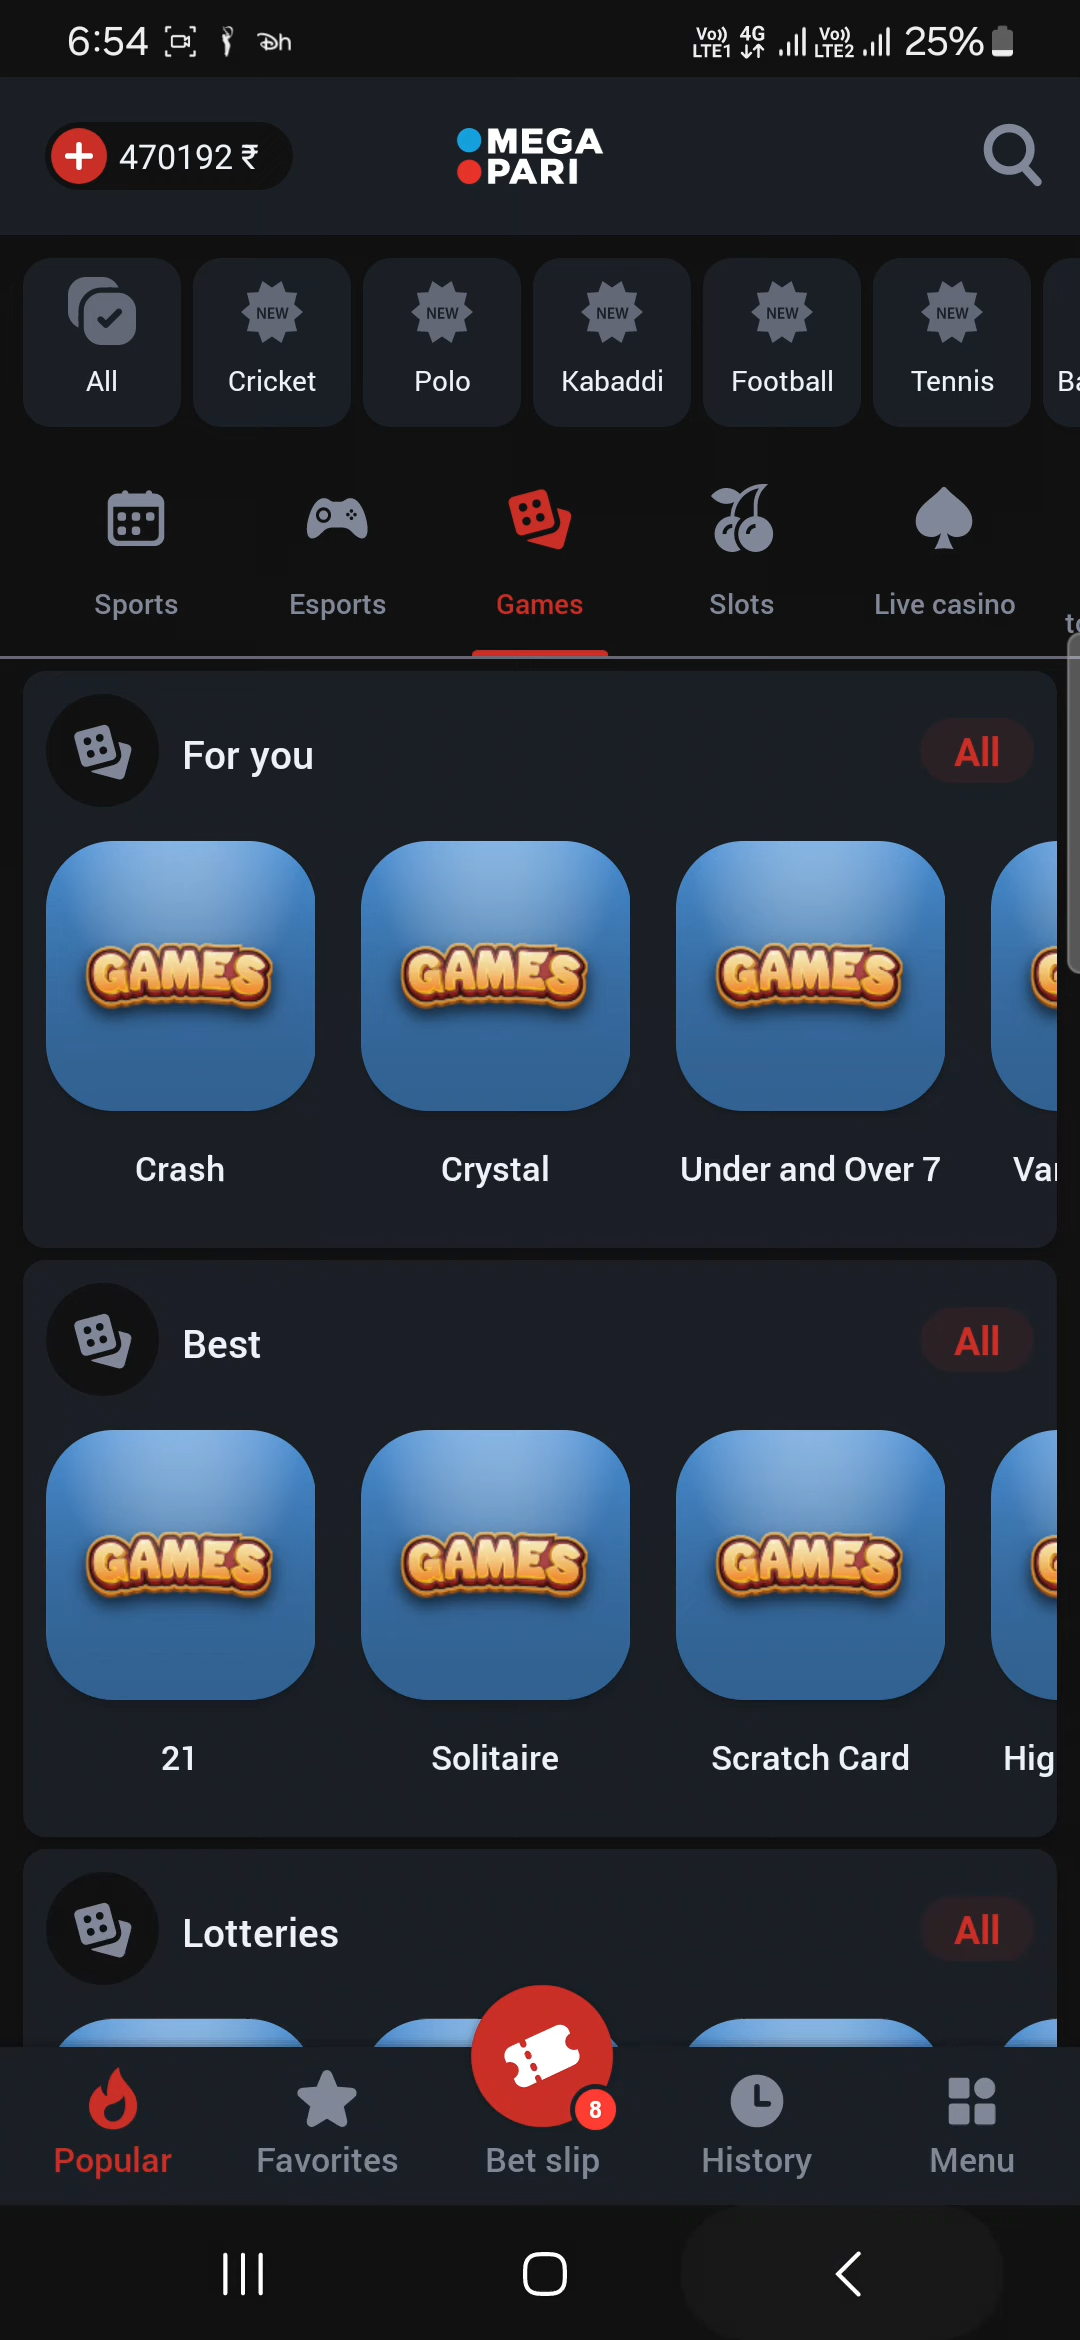 6:54
Vo)) LTE1 4G Vo)) LTE2 25%
470192 ₹
MEGA
PARI
NEW NEW NEW NEW NEW
All Cricket Polo Kabaddi Football Tennis Ba
Sports Esports Games Slots Live casino
For you All
GAMES GAMES GAMES
Crash Crystal Under and Over 7 Var
Best All
GAMES GAMES GAMES
21 Solitaire Scratch Card Hig
Lotteries All
8
Popular Favorites Bet slip History Menu